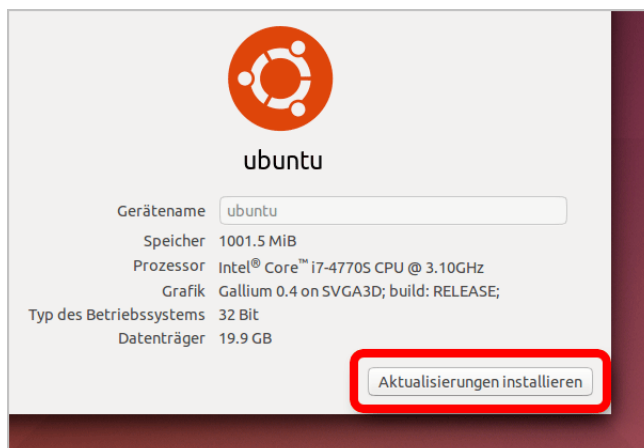 ubuntu
Gerätename ubuntu
Speicher 1001.5 MiB
Prozessor Intel® Core™ i7-4770S CPU @ 3.10GHz
Grafik Gallium 0.4 on SVGA3D; build: RELEASE;
Typ des Betriebssystems 32 Bit
Datenträger 19.9 GB
Aktualisierungen installieren